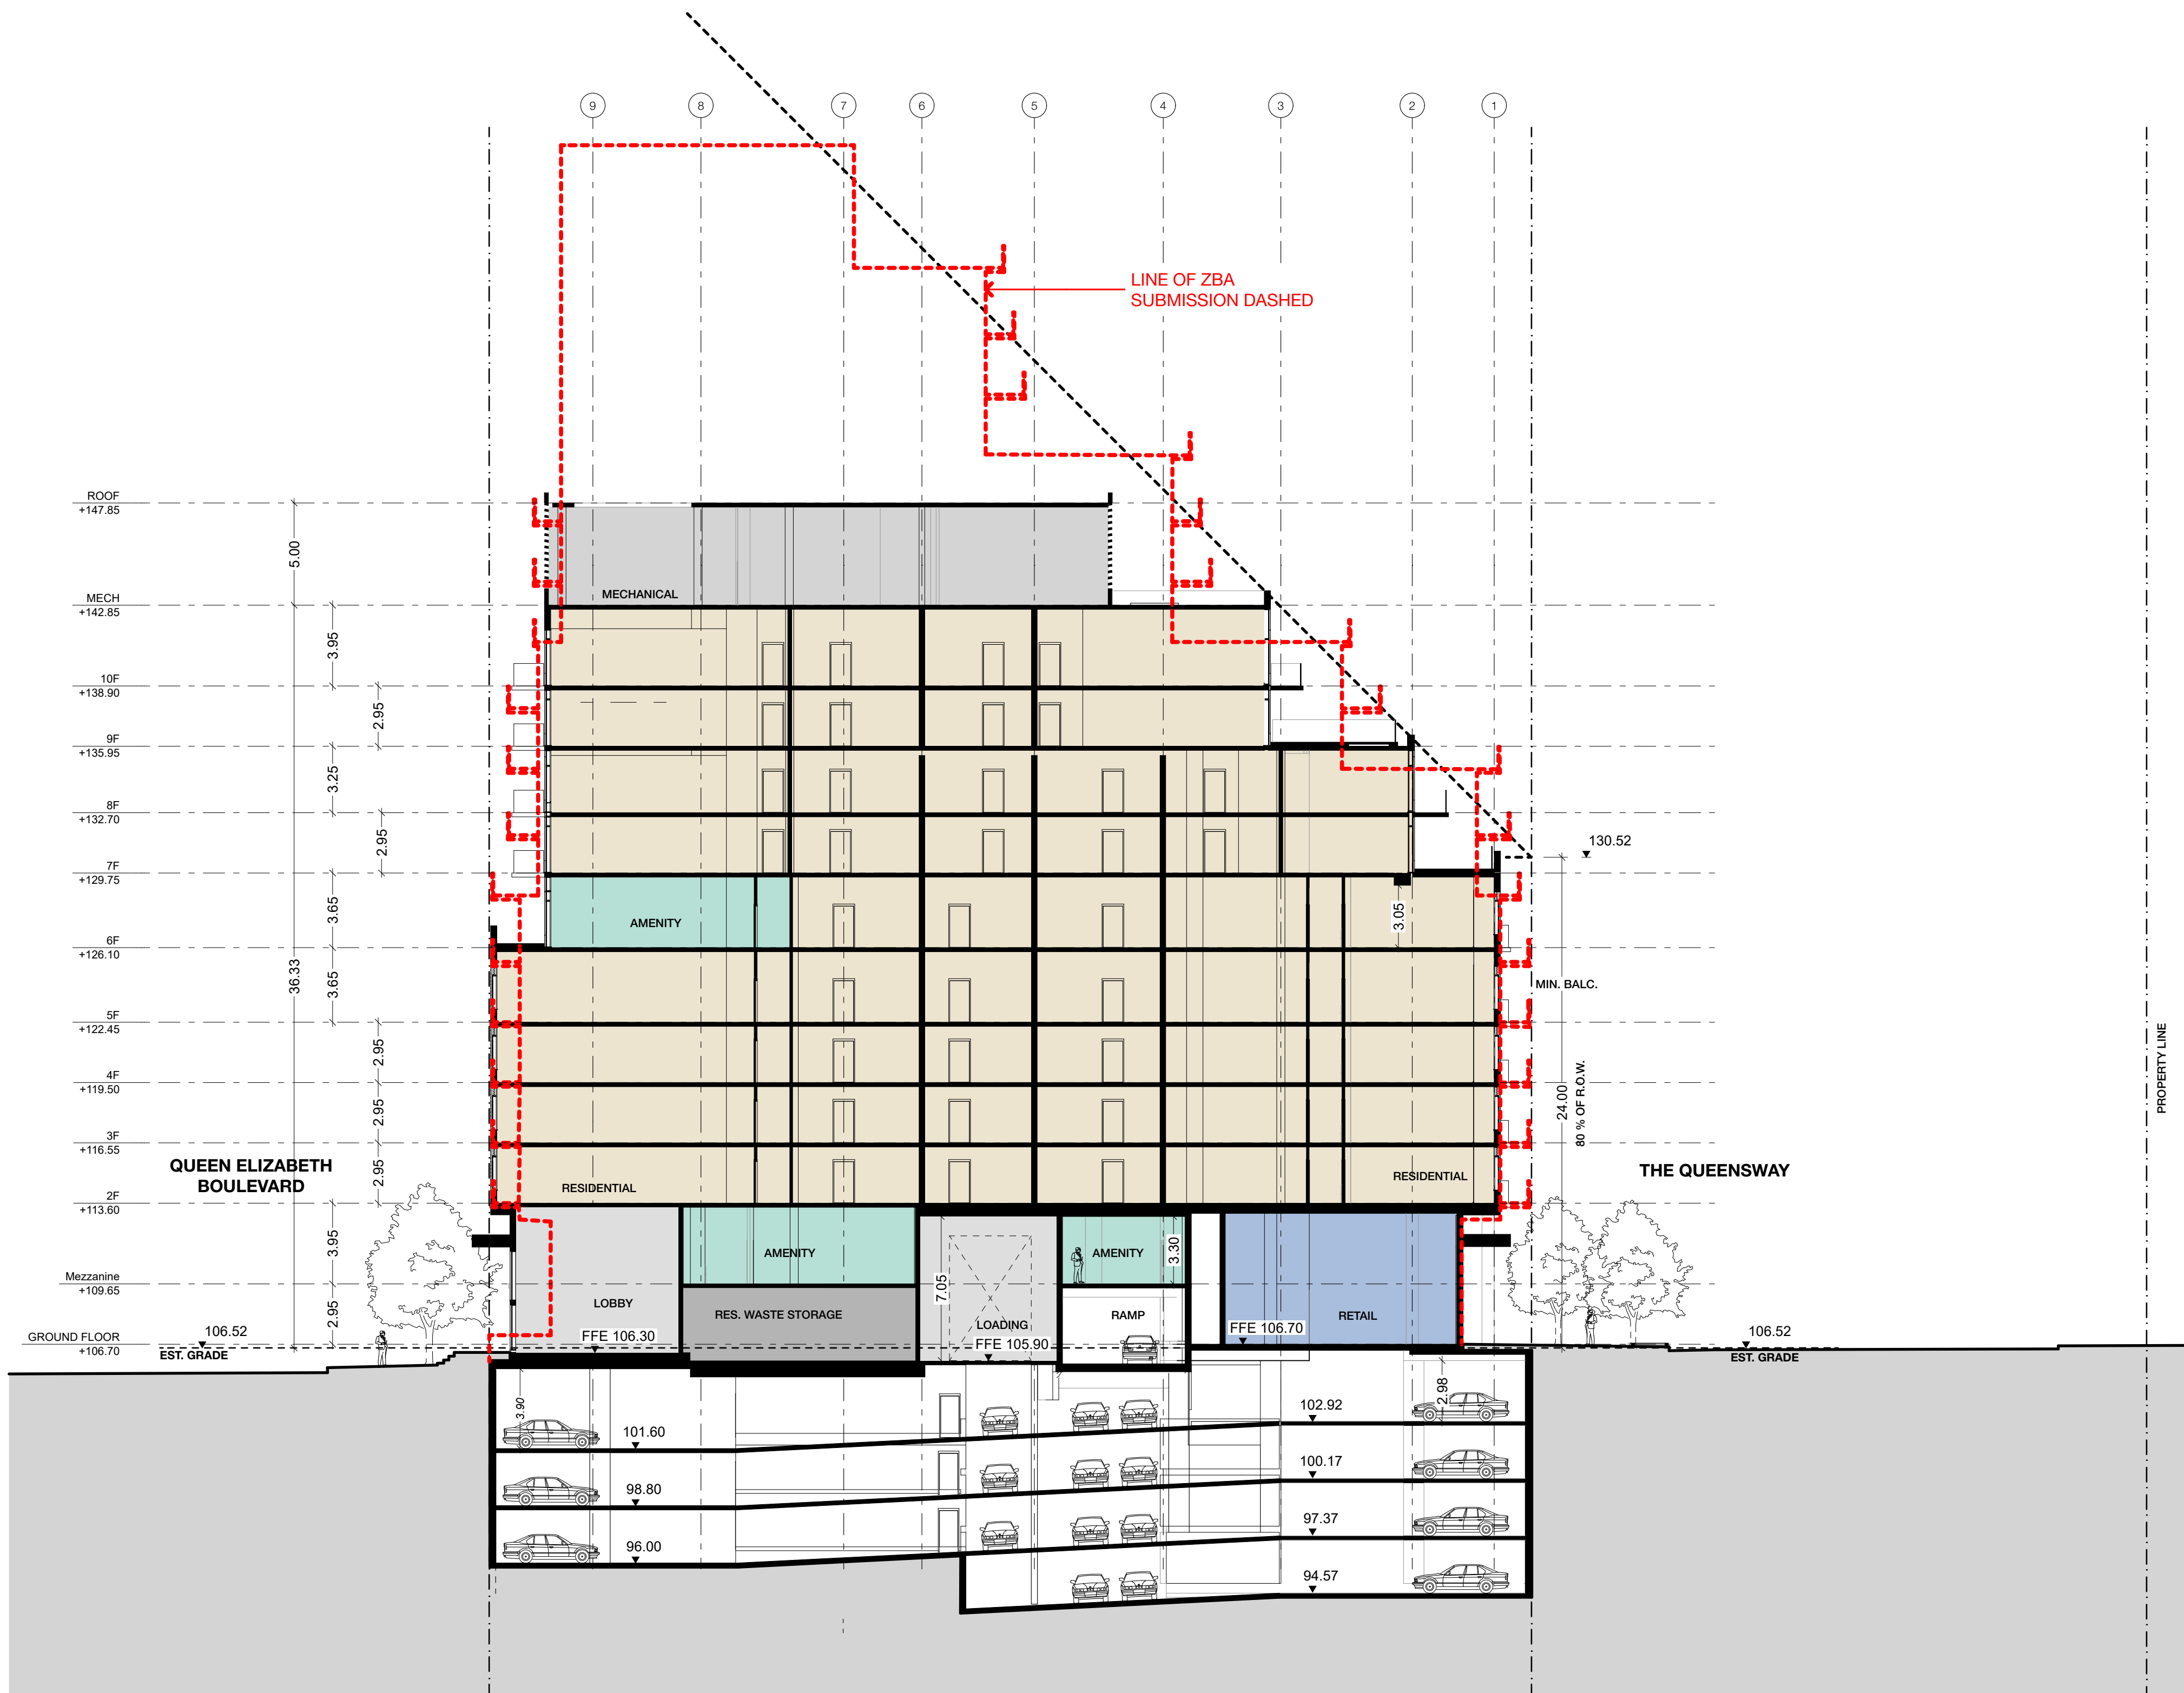 9 8 7 6 5 4 3 2 1
LINE OF ZBA
SUBMISSION DASHED
ROOF
+147.85
5.00
MECHANICAL
MECH
+142.85
3.95
10F
+138.90
2.95
9F
+135.95
3.25
8F
+132.70
2.95
130.52
7F
+129.75
3.65
AMENITY
3.05
6F
+126.10
36.33
3.65
MIN. BALC.
5F
+122.45
2.95
4F
+119.50
2.95
24.00
80 % OF R.O.W.
PROPERTY LINE
3F
+116.55
2.95
QUEEN ELIZABETH
BOULEVARD
RESIDENTIAL
RESIDENTIAL
THE QUEENSWAY
2F
+113.60
3.95
AMENITY
AMENITY
3.30
Mezzanine
+109.65
7.05
2.95
LOBBY
RES. WASTE STORAGE
LOADING
RAMP
RETAIL
GROUND FLOOR
+106.70
106.52
EST. GRADE
FFE 106.30
FFE 105.90
FFE 106.70
106.52
EST. GRADE
3.90
2.98
101.60
102.92
98.80
100.17
96.00
97.37
94.57